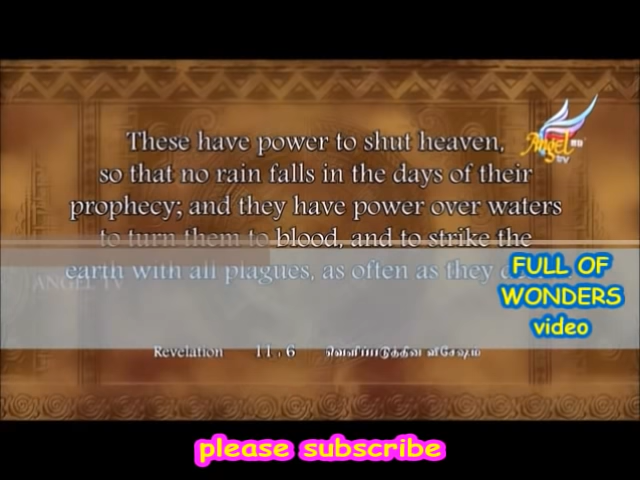 These have power to shut heaven,
so that no rain falls in the days of their
prophecy; and they have power over waters
to turn them to blood, and to strike the
earth with all plagues, as often as they
Angel
TV
ANGEL TV
FULL OF
WONDERS
video
Revelation 11 : 6
please subscribe